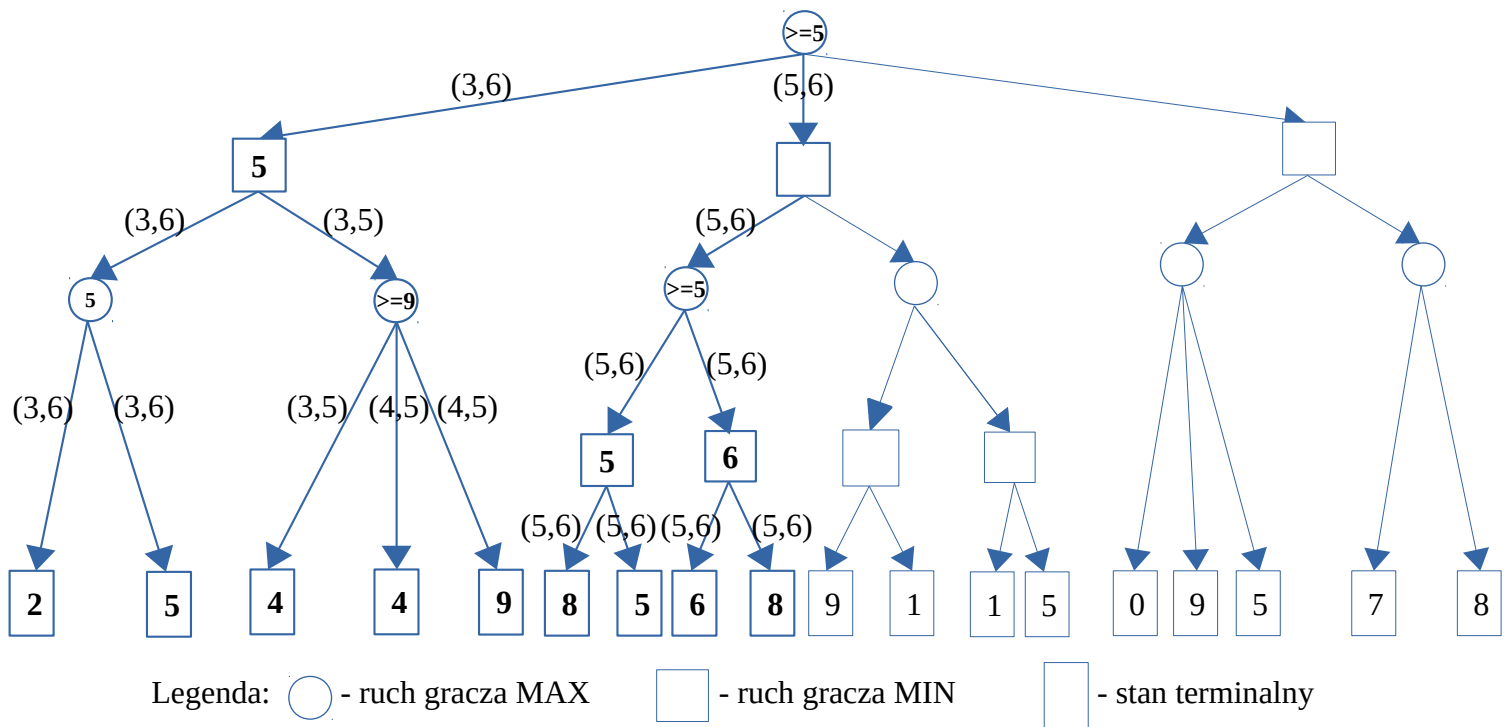 >=5
(3,6) (5,6)
5
(3,6) (3,5) (5,6)
5 >=9 >=5
(5,6) (5,6)
(3,6) (3,6) (3,5) (4,5) (4,5)
5 6
(5,6) (5,6) (5,6) (5,6)
2 5 4 4 9 8 5 6 8 9 1 1 5 0 9 5 7 8
Legenda: - ruch gracza MAX - ruch gracza MIN - stan terminalny